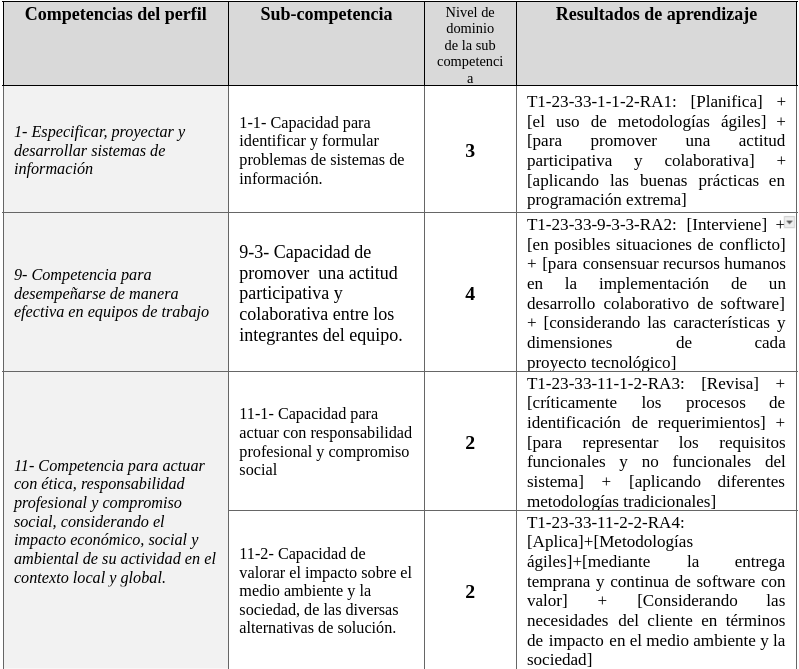 Competencias del perfil
Sub-competencia
Nivel de
dominio
de la sub
competenci
a
Resultados de aprendizaje
1- Especificar, proyectar y
desarrollar sistemas de
información
1-1- Capacidad para
identificar y formular
problemas de sistemas de
información.
3
T1-23-33-1-1-2-RA1: [Planifica] +
[el uso de metodologías ágiles] +
[para promover una actitud
participativa y colaborativa] +
[aplicando las buenas prácticas en
programación extrema]
9- Competencia para
desempeñarse de manera
efectiva en equipos de trabajo
9-3- Capacidad de
promover una actitud
participativa y
colaborativa entre los
integrantes del equipo.
4
T1-23-33-9-3-3-RA2: [Interviene] +
[en posibles situaciones de conflicto]
+ [para consensuar recursos humanos
en la implementación de un
desarrollo colaborativo de software]
+ [considerando las características y
dimensiones de cada
proyecto tecnológico]
11- Competencia para actuar
con ética, responsabilidad
profesional y compromiso
social, considerando el
impacto económico, social y
ambiental de su actividad en el
contexto local y global.
11-1- Capacidad para
actuar con responsabilidad
profesional y compromiso
social
2
T1-23-33-11-1-2-RA3: [Revisa] +
[críticamente los procesos de
identificación de requerimientos] +
[para representar los requisitos
funcionales y no funcionales del
sistema] + [aplicando diferentes
metodologías tradicionales]
11-2- Capacidad de
valorar el impacto sobre el
medio ambiente y la
sociedad, de las diversas
alternativas de solución.
2
T1-23-33-11-2-2-RA4:
[Aplica]+[Metodologías
ágiles]+[mediante la entrega
temprana y continua de software con
valor] + [Considerando las
necesidades del cliente en términos
de impacto en el medio ambiente y la
sociedad]